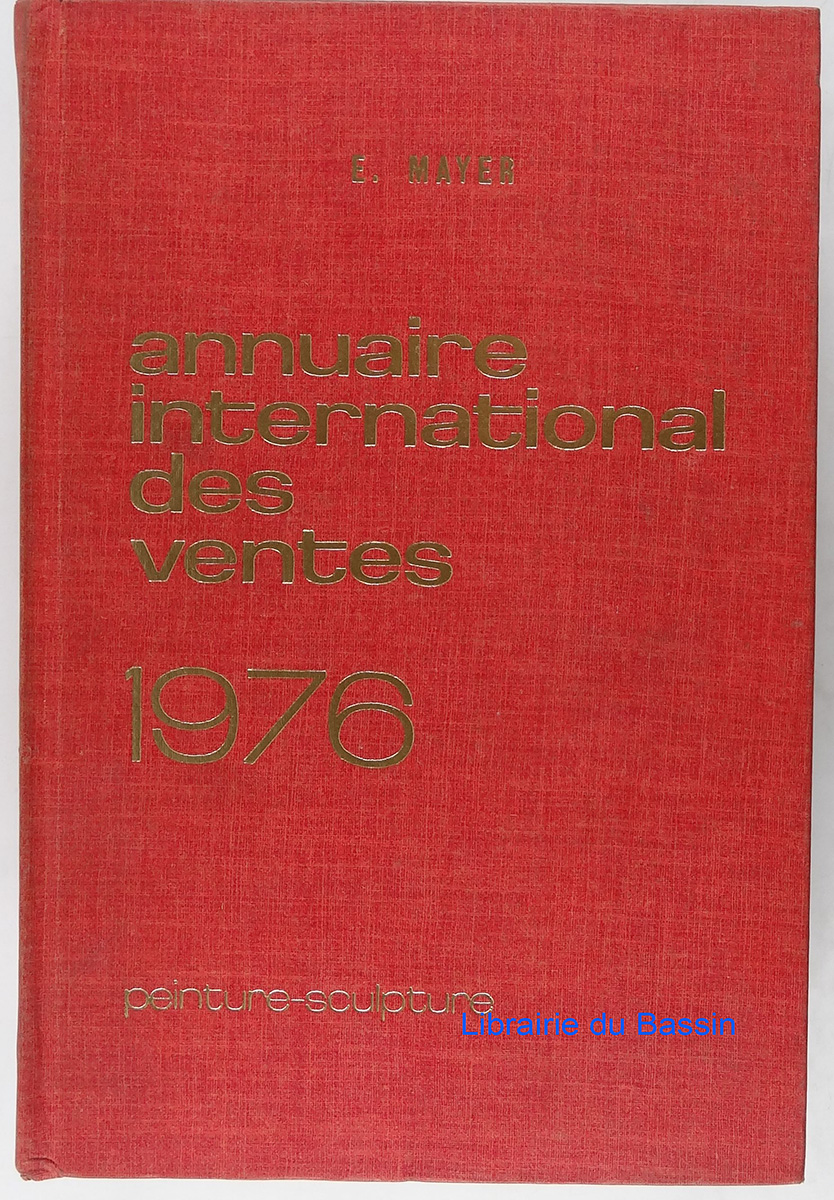 E. MAYER
annuaire
international
des
ventes
1976
peinture-sculpture
Librairie du Bassin